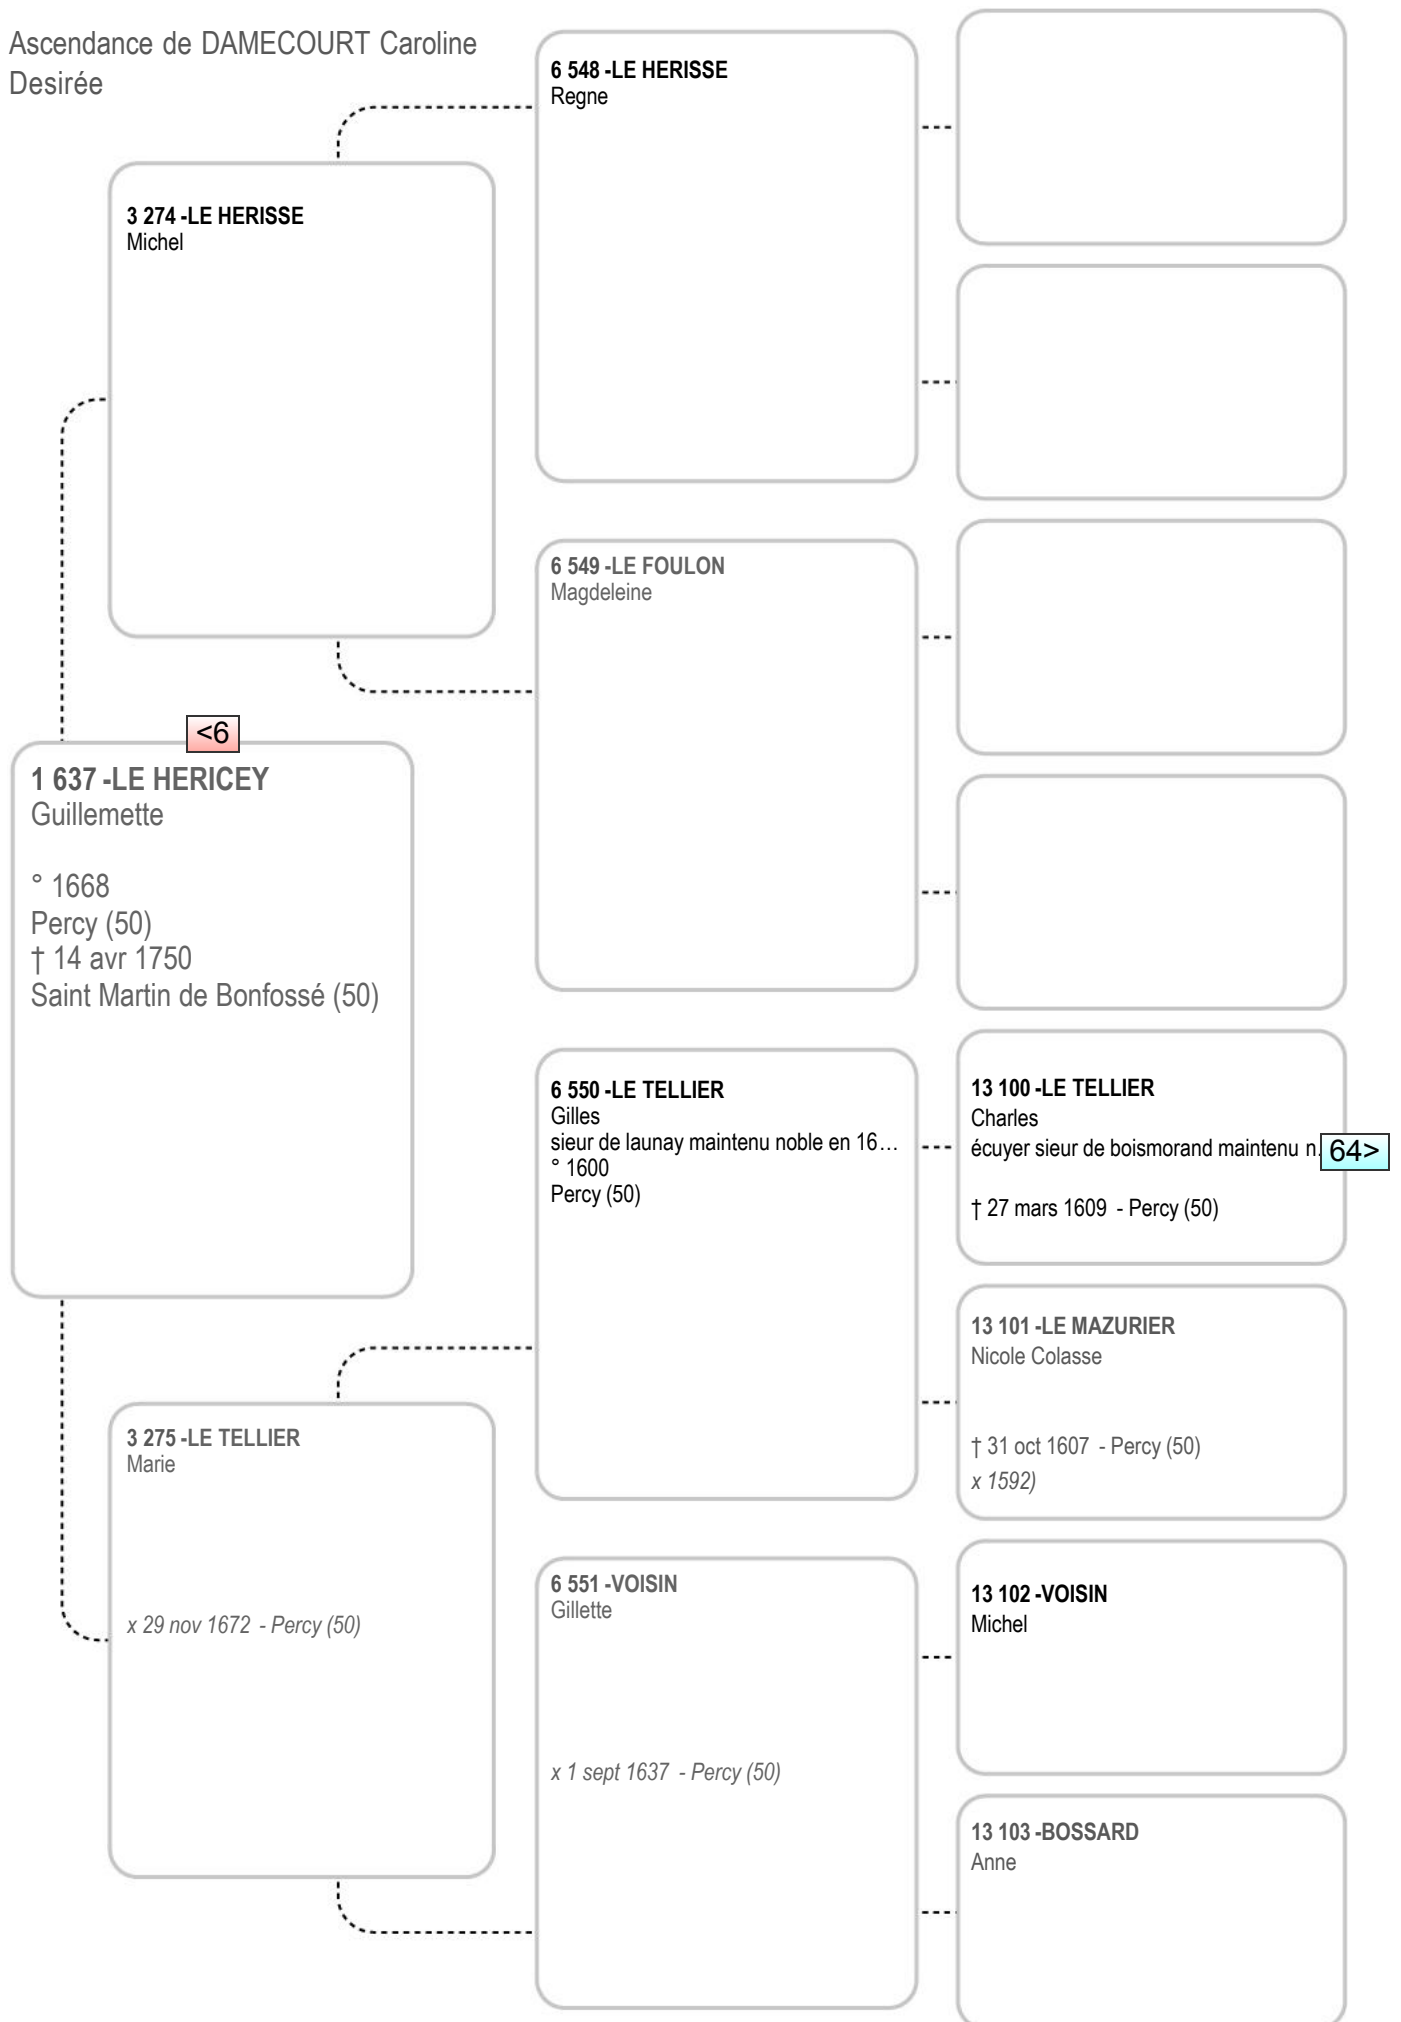 Ascendance de DAMECOURT Caroline
Desirée
6 548 -LE HERISSE
Regne
3 274 -LE HERISSE
Michel
6 549 -LE FOULON
Magdeleine
<6
1 637 -LE HERICEY
Guillemette
° 1668
Percy (50)
† 14 avr 1750
Saint Martin de Bonfossé (50)
6 550 -LE TELLIER
Gilles
sieur de launay maintenu noble en 16…
° 1600
Percy (50)
13 100 -LE TELLIER
Charles
écuyer sieur de boismorand maintenu n.
64>
† 27 mars 1609 - Percy (50)
13 101 -LE MAZURIER
Nicole Colasse
† 31 oct 1607 - Percy (50)
x 1592)
3 275 -LE TELLIER
Marie
x 29 nov 1672 - Percy (50)
6 551 -VOISIN
Gillette
x 1 sept 1637 - Percy (50)
13 102 -VOISIN
Michel
13 103 -BOSSARD
Anne